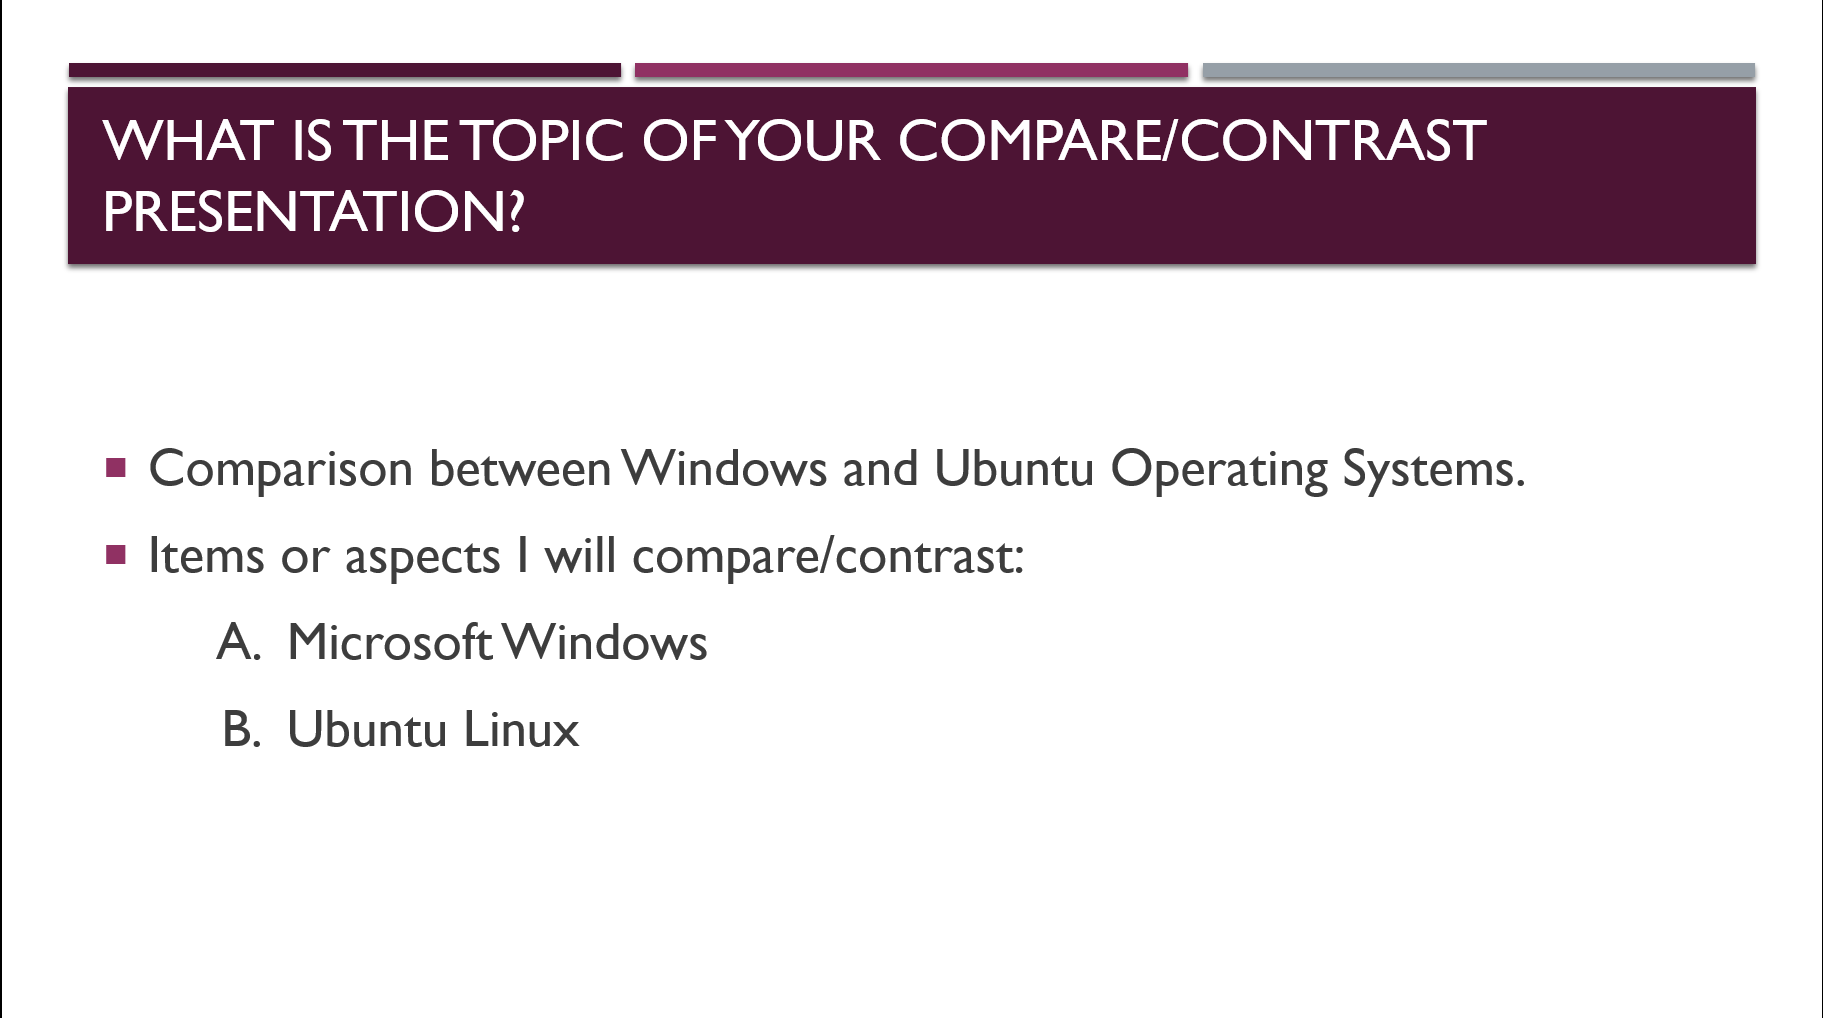 WHAT IS THE TOPIC OF YOUR COMPARE/CONTRAST
PRESENTATION?
Comparison between Windows and Ubuntu Operating Systems.
Items or aspects I will compare/contrast:
A. Microsoft Windows
B. Ubuntu Linux